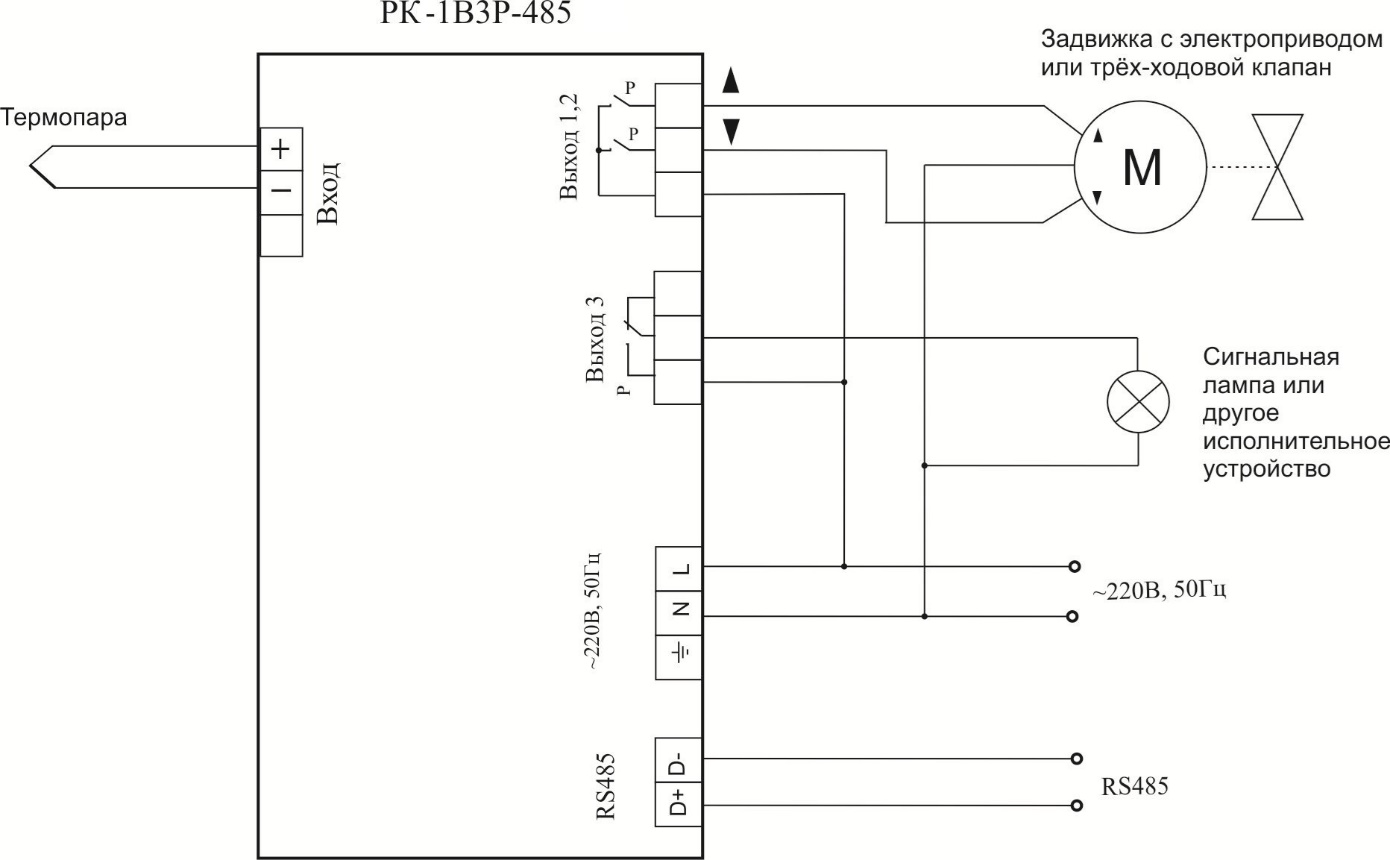 РК-1В3Р-485
Задвижка с электроприводом
или трёх-ходовой клапан
Термопара
+
−
Вход
Выход 1,2
Р
Р
М
Выход 3
Р
Сигнальная
лампа или
другое
исполнительное
устройство
~220В, 50Гц
L
N
~220В, 50Гц
RS485
D-
D+
RS485